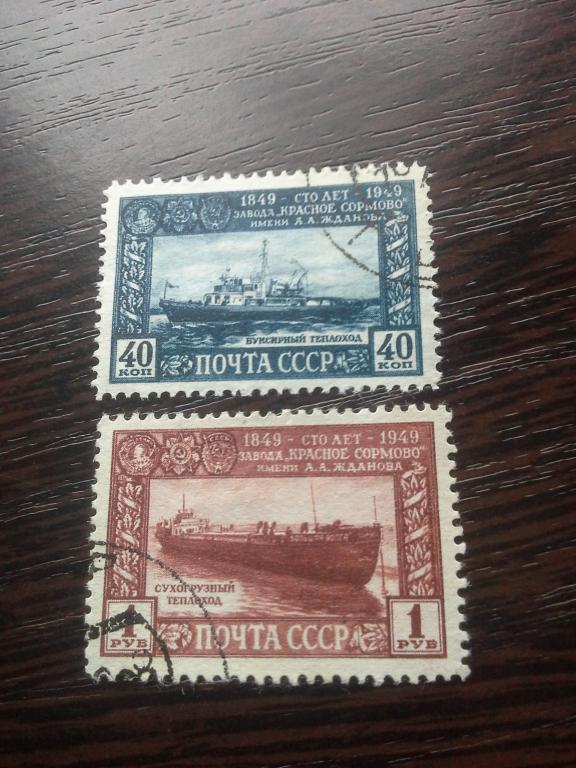 1849 - СТО ЛЕТ - 1949
ЗАВОДА „КРАСНОЕ СОРМОВО"
ИМЕНИ А.А.ЖДАНОВА
БУКСИРНЫЙ ТЕПЛОХОД
40 КОП ПОЧТА СССР 40 КОП
1849 - СТО ЛЕТ - 1949
ЗАВОДА „КРАСНОЕ СОРМОВО"
ИМЕНИ А.А.ЖДАНОВА
СУХОГРУЗНЫЙ
ТЕПЛОХОД
1 РУБ ПОЧТА СССР 1 РУБ